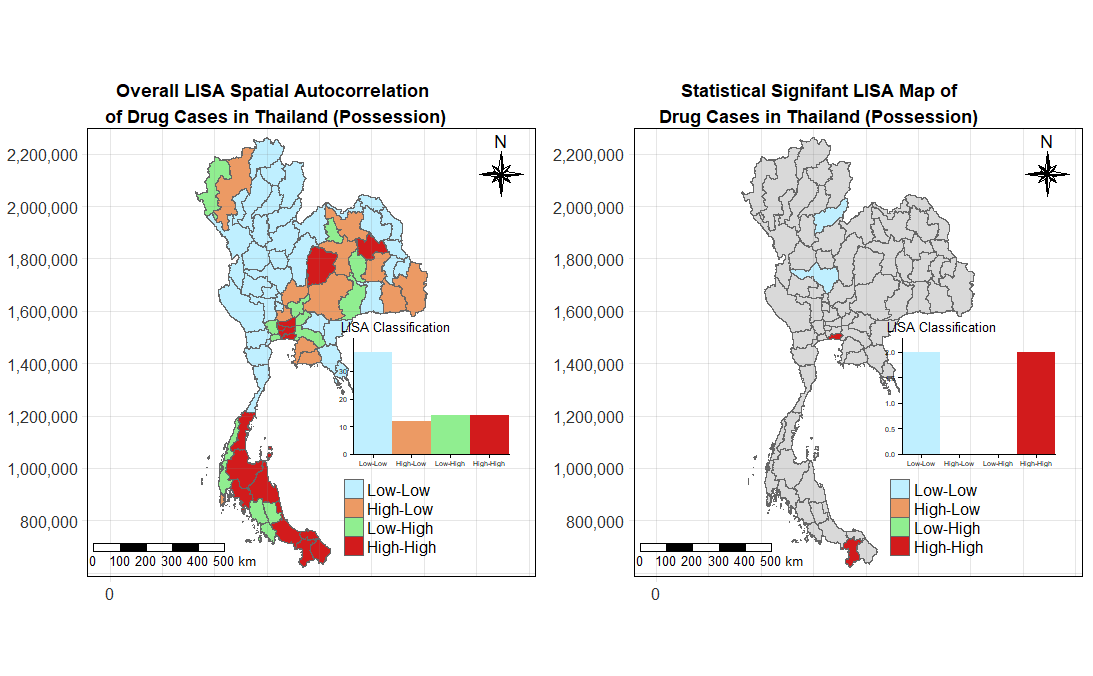 Overall LISA Spatial Autocorrelation
of Drug Cases in Thailand (Possession)
N
2,200,000
2,000,000
1,800,000
1,600,000
1,400,000
1,200,000
1,000,000
800,000
LISA Classification
30
20
10
0
Low-Low High-Low Low-High High-High
Low-Low
High-Low
Low-High
High-High
0 100 200 300 400 500 km
0
Statistical Signifant LISA Map of
Drug Cases in Thailand (Possession)
N
2,200,000
2,000,000
1,800,000
1,600,000
1,400,000
1,200,000
1,000,000
800,000
LISA Classification
2.0
1.0
0.5
0.0
Low-Low High-Low Low-High High-High
Low-Low
High-Low
Low-High
High-High
0 100 200 300 400 500 km
0